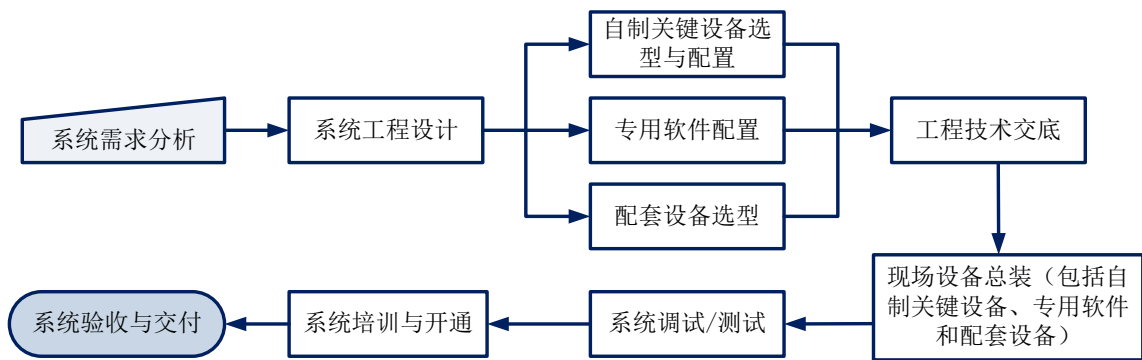 系统需求分析
系统工程设计
自制关键设备选
型与配置
专用软件配置
配套设备选型
工程技术交底
现场设备总装（包括自
制关键设备、专用软件
和配套设备）
系统调试/测试
系统培训与开通
系统验收与交付